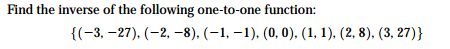 Find the inverse of the following one-to-one function:
{(−3, −27), (−2, −8), (−1, −1), (0, 0), (1, 1), (2, 8), (3, 27)}